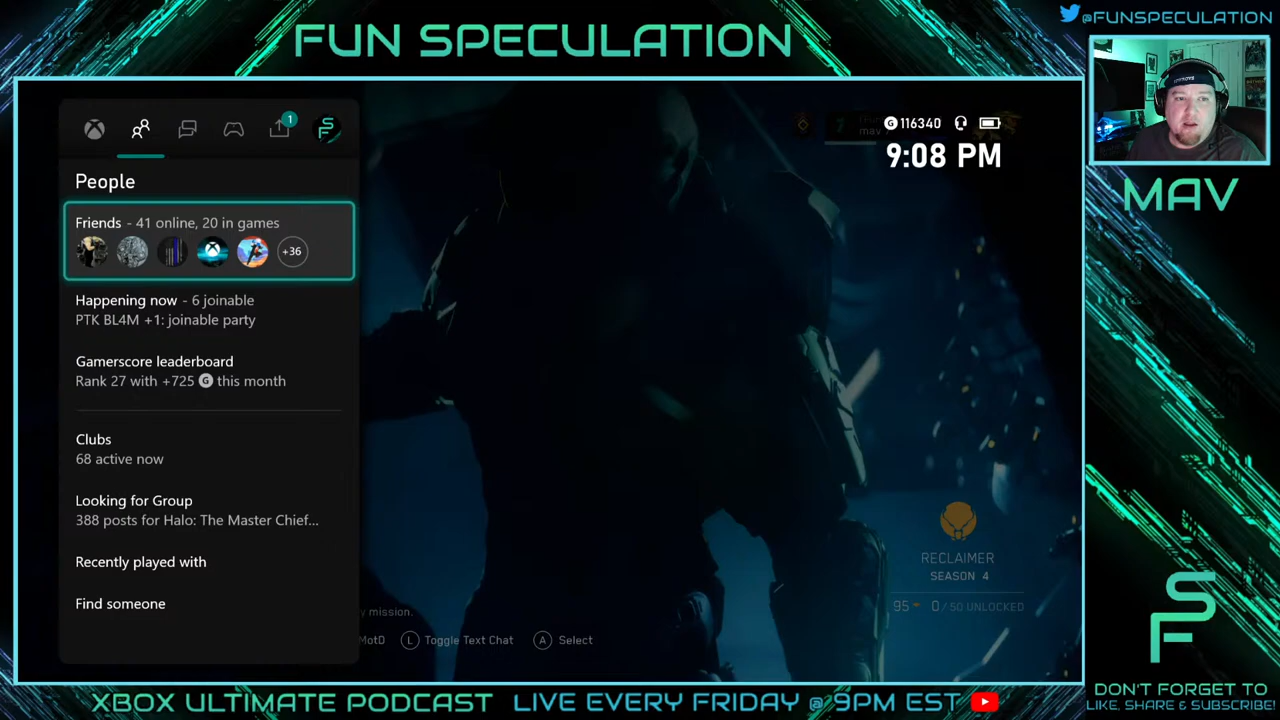 FUN SPECULATION
@FUNSPECULATION
1
SF
116340
9:08 PM
People
Friends - 41 online, 20 in games
+36
Happening now - 6 joinable
PTK BL4M +1: joinable party
Gamerscore leaderboard
Rank 27 with +725 G this month
Clubs
68 active now
Looking for Group
388 posts for Halo: The Master Chief...
Recently played with
Find someone
MAV
RECLAIMER
SEASON 4
95 0/50 UNLOCKED
y mission.
MotD L Toggle Text Chat A Select
SF
DON'T FORGET TO
LIKE, SHARE & SUBSCRIBE!
XBOX ULTIMATE PODCAST LIVE EVERY FRIDAY @ 9PM EST